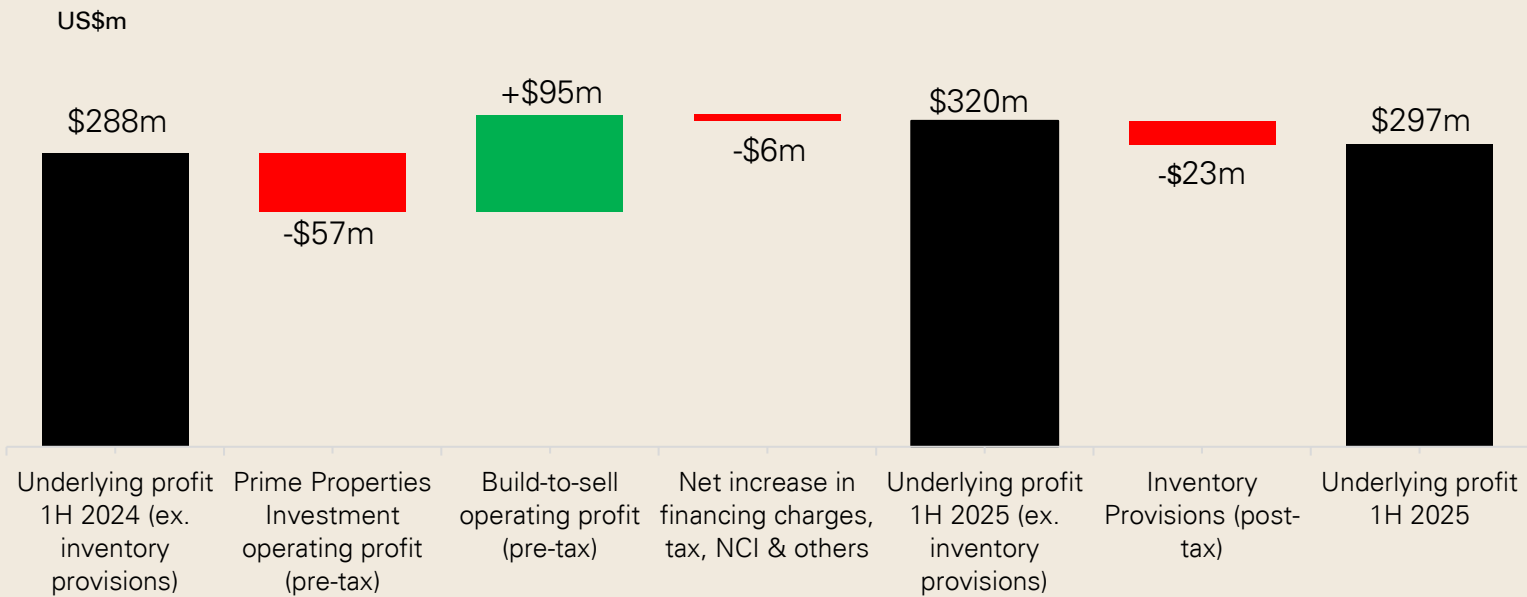 US$m
$288m
-$57m
+$95m
-$6m
$320m
-$23m
$297m
Underlying profit
1H 2024 (ex.
inventory
provisions)
Prime Properties
Investment
operating profit
(pre-tax)
Build-to-sell
operating profit
(pre-tax)
Net increase in
financing charges,
tax, NCI & others
Underlying profit
1H 2025 (ex.
inventory
provisions)
Inventory
Provisions (post-
tax)
Underlying profit
1H 2025